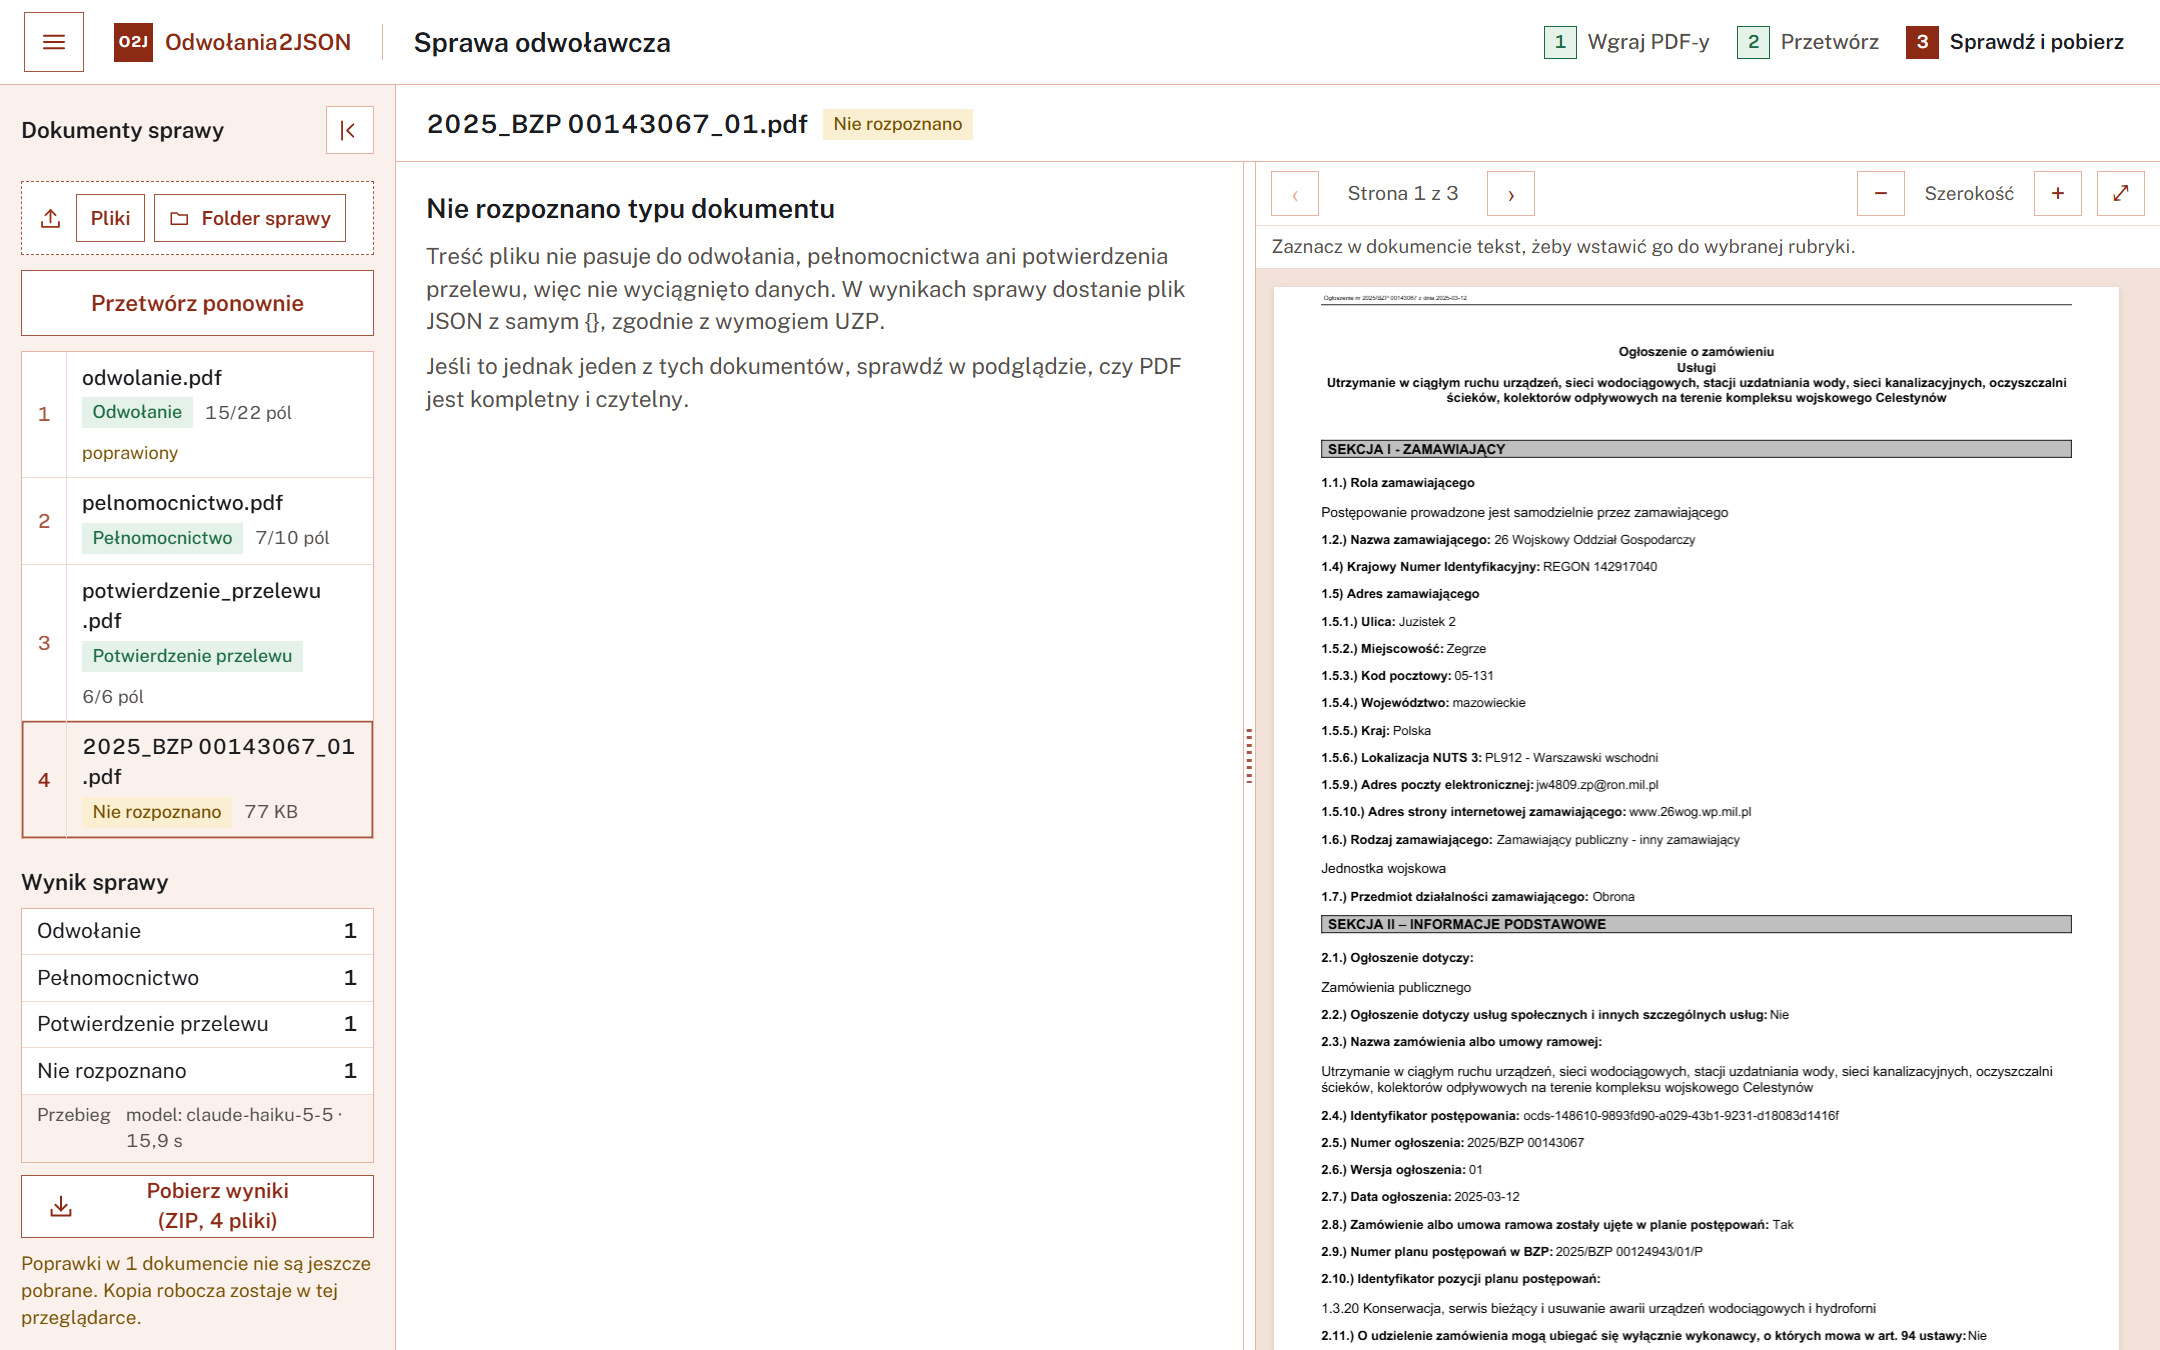 O2J Odwołania2JSON
Sprawa odwoławcza
1 Wgraj PDF-y
2 Przetwórz
3 Sprawdź i pobierz
Dokumenty sprawy
Pliki
Folder sprawy
Przetwórz ponownie
1
odwolanie.pdf
Odwołanie 15/22 pól
poprawiony
2
pelnomocnictwo.pdf
Pełnomocnictwo 7/10 pól
3
potwierdzenie_przelewu
.pdf
Potwierdzenie przelewu
6/6 pól
4
2025_BZP 00143067_01
.pdf
Nie rozpoznano 77 KB
Wynik sprawy
Odwołanie 1
Pełnomocnictwo 1
Potwierdzenie przelewu 1
Nie rozpoznano 1
Przebieg model: claude-haiku-5-5 ·
15,9 s
Pobierz wyniki
(ZIP, 4 pliki)
Poprawki w 1 dokumencie nie są jeszcze
pobrane. Kopia robocza zostaje w tej
przeglądarce.
2025_BZP 00143067_01.pdf Nie rozpoznano
Nie rozpoznano typu dokumentu
Treść pliku nie pasuje do odwołania, pełnomocnictwa ani potwierdzenia
przelewu, więc nie wyciągnięto danych. W wynikach sprawy dostanie plik
JSON z samym {}, zgodnie z wymogiem UZP.
Jeśli to jednak jeden z tych dokumentów, sprawdź w podglądzie, czy PDF
jest kompletny i czytelny.
‹ Strona 1 z 3 ›
− Szerokość +
Zaznacz w dokumencie tekst, żeby wstawić go do wybranej rubryki.
Ogłoszenie nr 2025/BZP 00143067 z dnia 2025-03-12
Ogłoszenie o zamówieniu
Usługi
Utrzymanie w ciągłym ruchu urządzeń, sieci wodociągowych, stacji uzdatniania wody, sieci kanalizacyjnych, oczyszczalni
ścieków, kolektorów odpływowych na terenie kompleksu wojskowego Celestynów
SEKCJA I - ZAMAWIAJĄCY
1.1.) Rola zamawiającego
Postępowanie prowadzone jest samodzielnie przez zamawiającego
1.2.) Nazwa zamawiającego: 26 Wojskowy Oddział Gospodarczy
1.4) Krajowy Numer Identyfikacyjny: REGON 142917040
1.5) Adres zamawiającego
1.5.1.) Ulica: Juzistek 2
1.5.2.) Miejscowość: Zegrze
1.5.3.) Kod pocztowy: 05-131
1.5.4.) Województwo: mazowieckie
1.5.5.) Kraj: Polska
1.5.6.) Lokalizacja NUTS 3: PL912 - Warszawski wschodni
1.5.9.) Adres poczty elektronicznej: jw4809.zp@ron.mil.pl
1.5.10.) Adres strony internetowej zamawiającego: www.26wog.wp.mil.pl
1.6.) Rodzaj zamawiającego: Zamawiający publiczny - inny zamawiający
Jednostka wojskowa
1.7.) Przedmiot działalności zamawiającego: Obrona
SEKCJA II – INFORMACJE PODSTAWOWE
2.1.) Ogłoszenie dotyczy:
Zamówienia publicznego
2.2.) Ogłoszenie dotyczy usług społecznych i innych szczególnych usług: Nie
2.3.) Nazwa zamówienia albo umowy ramowej:
Utrzymanie w ciągłym ruchu urządzeń, sieci wodociągowych, stacji uzdatniania wody, sieci kanalizacyjnych, oczyszczalni
ścieków, kolektorów odpływowych na terenie kompleksu wojskowego Celestynów
2.4.) Identyfikator postępowania: ocds-148610-9893fd90-a029-43b1-9231-d18083d1416f
2.5.) Numer ogłoszenia: 2025/BZP 00143067
2.6.) Wersja ogłoszenia: 01
2.7.) Data ogłoszenia: 2025-03-12
2.8.) Zamówienie albo umowa ramowa zostały ujęte w planie postępowań: Tak
2.9.) Numer planu postępowań w BZP: 2025/BZP 00124943/01/P
2.10.) Identyfikator pozycji planu postępowań:
1.3.20 Konserwacja, serwis bieżący i usuwanie awarii urządzeń wodociągowych i hydroforni
2.11.) O udzielenie zamówienia mogą ubiegać się wyłącznie wykonawcy, o których mowa w art. 94 ustawy: Nie